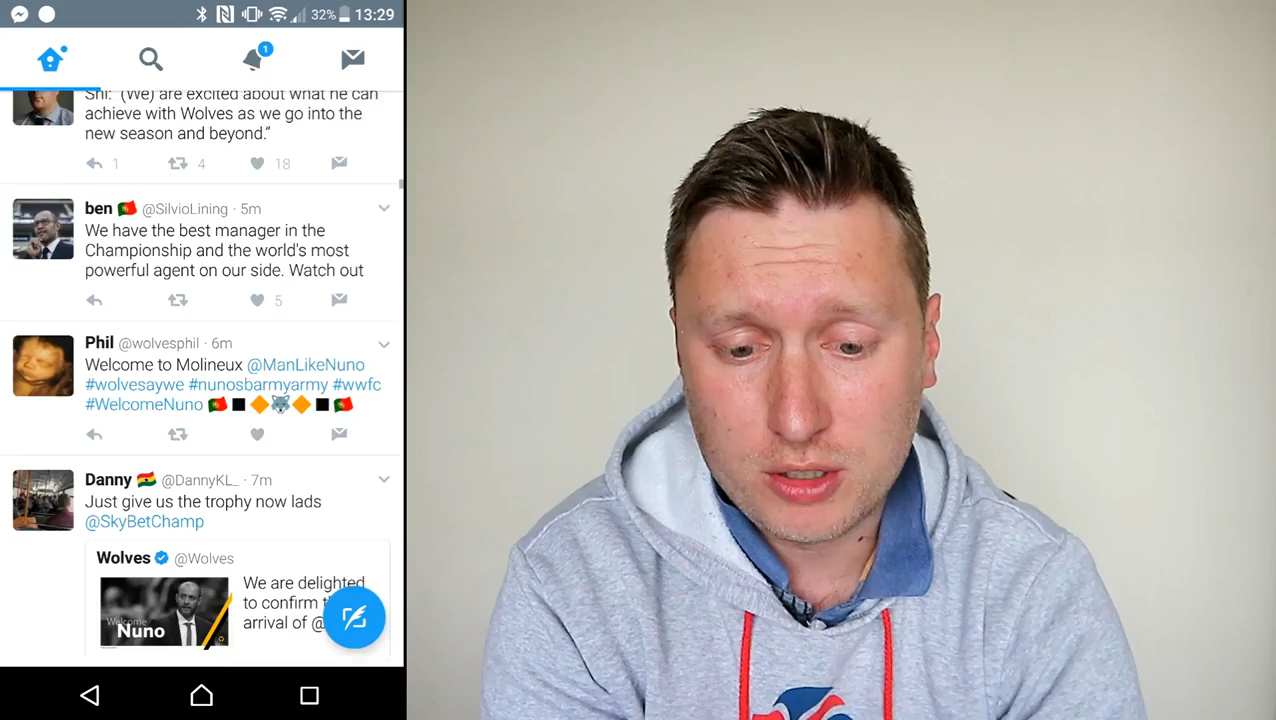 32% 13:29
1
Shi: "(We) are excited about what he can
achieve with Wolves as we go into the
new season and beyond."
1 4 18
ben 🇵🇹 @SilvioLining · 5m
We have the best manager in the
Championship and the world's most
powerful agent on our side. Watch out
5
Phil @wolvesphil · 6m
Welcome to Molineux @ManLikeNuno
#wolvesaywe #nunosbarmyarmy #wwfc
#WelcomeNuno 🇵🇹◼️🔶🐺🔶◼️🇵🇹
Danny 🇬🇭 @DannyKL_ · 7m
Just give us the trophy now lads
@SkyBetChamp
Wolves @Wolves
We are delighted
to confirm
arrival of @
Welcome
Nuno